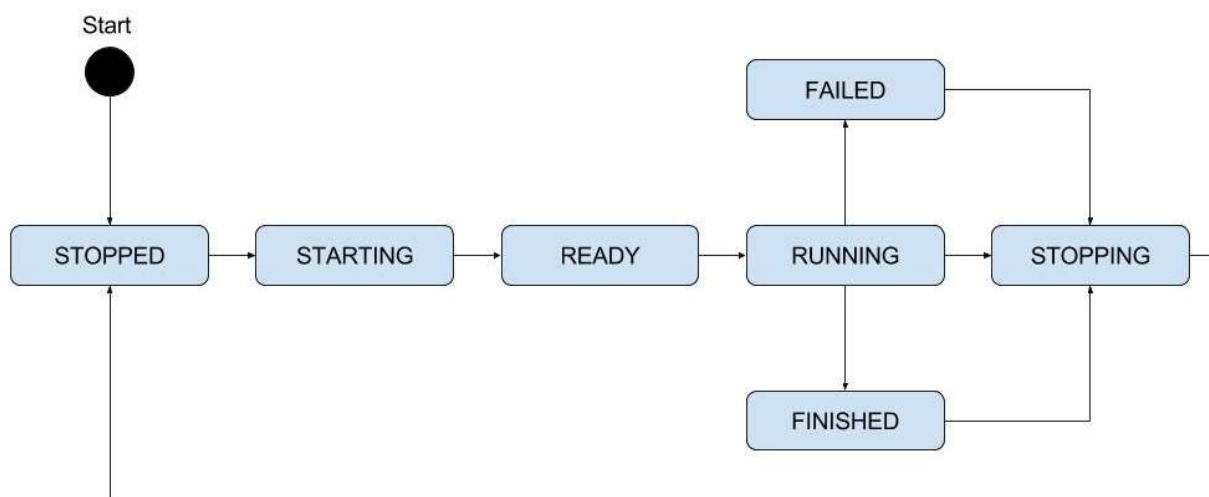 Start
FAILED
STOPPED
STARTING
READY
RUNNING
STOPPING
FINISHED